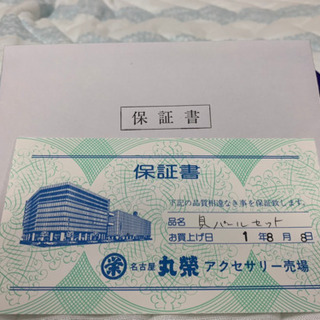 保証書
保証書
下記の品質相違なき事を保証致します。
品名 貝パールセット
お買上げ日 1年8月8日
栄 名古屋 丸榮 アクセサリー売場